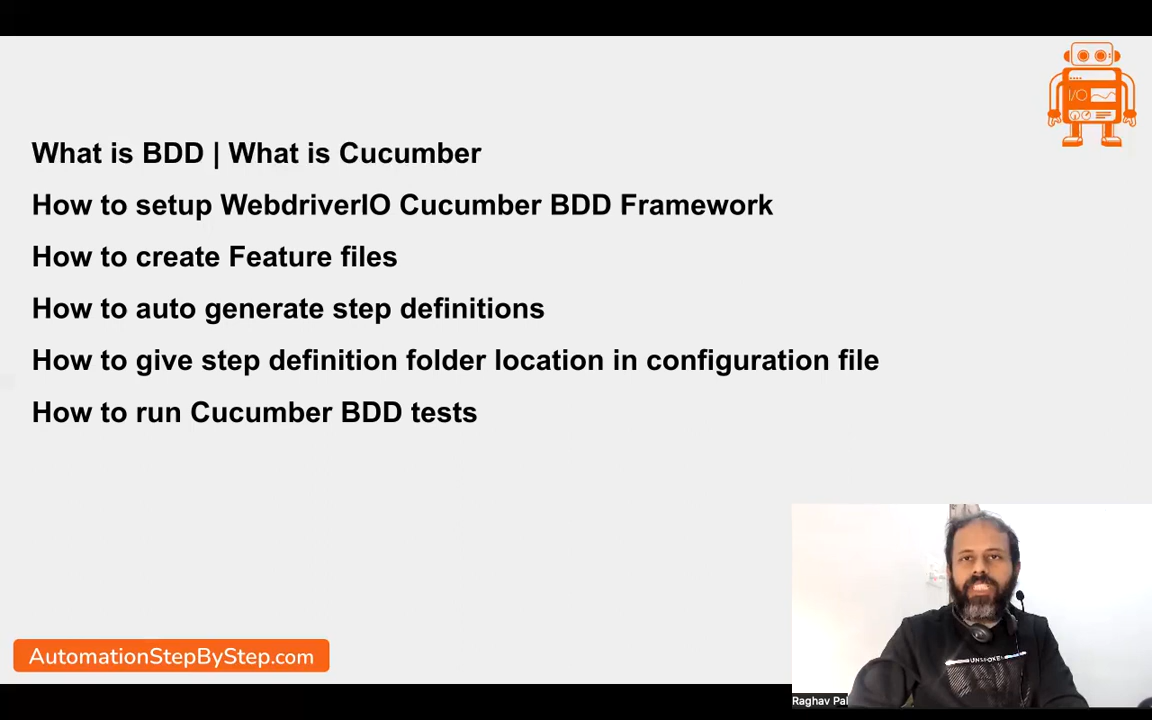 I/O
What is BDD | What is Cucumber
How to setup WebdriverIO Cucumber BDD Framework
How to create Feature files
How to auto generate step definitions
How to give step definition folder location in configuration file
How to run Cucumber BDD tests
UNSPOKEN
AutomationStepByStep.com
Raghav Pal